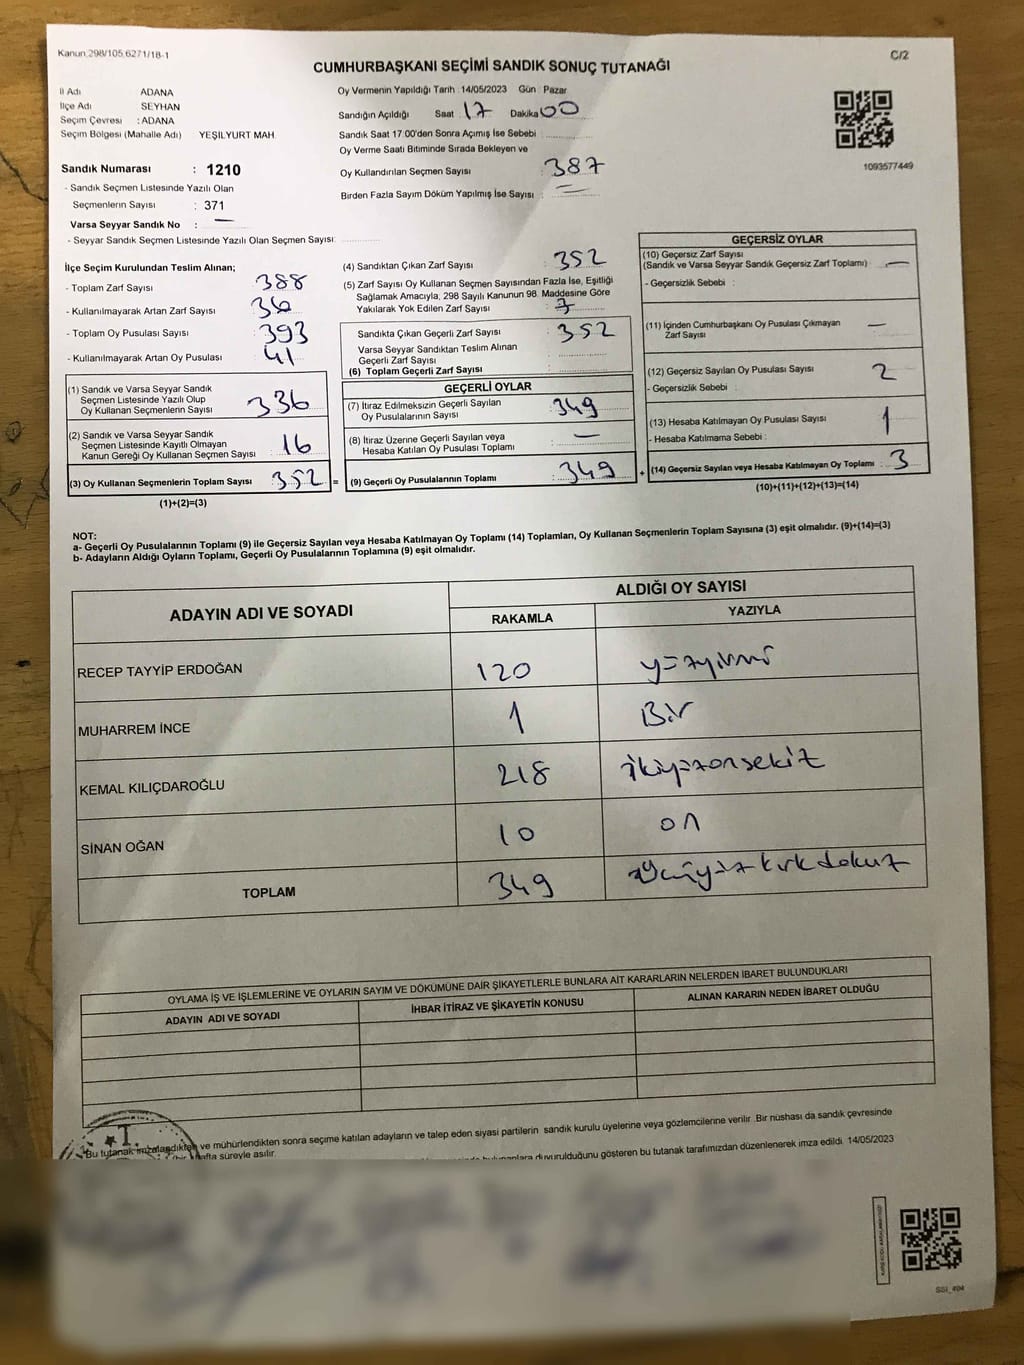 Kanun 298/105,6271/18-1
C/2
CUMHURBAŞKANI SEÇİMİ SANDIK SONUÇ TUTANAĞI
İl Adı ADANA
İlçe Adı SEYHAN
Seçim Çevresi : ADANA
Seçim Bölgesi (Mahalle Adı) YEŞİLYURT MAH.
Sandık Numarası : 1210
- Sandık Seçmen Listesinde Yazılı Olan
Seçmenlerin Sayısı : 371
Varsa Seyyar Sandık No : —
- Seyyar Sandık Seçmen Listesinde Yazılı Olan Seçmen Sayısı:
Oy Vermenin Yapıldığı Tarih : 14/05/2023 Gün : Pazar
Sandığın Açıldığı Saat : 17 Dakika 00
Sandık Saat 17:00'den Sonra Açımış İse Sebebi :
Oy Verme Saati Bitiminde Sırada Bekleyen ve
Oy Kullandırılan Seçmen Sayısı : 387
Birden Fazla Sayım Döküm Yapılmış İse Sayısı :
1093577449
İlçe Seçim Kurulundan Teslim Alınan;
- Toplam Zarf Sayısı : 388
- Kullanılmayarak Artan Zarf Sayısı : 36
- Toplam Oy Pusulası Sayısı : 393
- Kullanılmayarak Artan Oy Pusulası : 41
(1) Sandık ve Varsa Seyyar Sandık
Seçmen Listesinde Yazılı Olup
Oy Kullanan Seçmenlerin Sayısı : 336
(2) Sandık ve Varsa Seyyar Sandık
Seçmen Listesinde Kayıtlı Olmayan
Kanun Gereği Oy Kullanan Seçmen Sayısı : 16
(3) Oy Kullanan Seçmenlerin Toplam Sayısı : 352 =
(1)+(2)=(3)
(4) Sandıktan Çıkan Zarf Sayısı : 352
(5) Zarf Sayısı Oy Kullanan Seçmen Sayısından Fazla İse, Eşitliği
Sağlamak Amacıyla, 298 Sayılı Kanunun 98. Maddesine Göre
Yakılarak Yok Edilen Zarf Sayısı :
Sandıkta Çıkan Geçerli Zarf Sayısı : 352
Varsa Seyyar Sandıktan Teslim Alınan
Geçerli Zarf Sayısı :
(6) Toplam Geçerli Zarf Sayısı :
GEÇERLİ OYLAR
(7) İtiraz Edilmeksizin Geçerli Sayılan
Oy Pusulalarının Sayısı : 349
(8) İtiraz Üzerine Geçerli Sayılan veya
Hesaba Katılan Oy Pusulası Toplamı : —
(9) Geçerli Oy Pusulalarının Toplamı : 349 +
GEÇERSİZ OYLAR
(10) Geçersiz Zarf Sayısı
(Sandık ve Varsa Seyyar Sandık Geçersiz Zarf Toplamı) : —
- Geçersizlik Sebebi :
(11) İçinden Cumhurbaşkanı Oy Pusulası Çıkmayan
Zarf Sayısı : —
(12) Geçersiz Sayılan Oy Pusulası Sayısı : 2
- Geçersizlik Sebebi :
(13) Hesaba Katılmayan Oy Pusulası Sayısı : 1
- Hesaba Katılmama Sebebi :
(14) Geçersiz Sayılan veya Hesaba Katılmayan Oy Toplamı : 3
(10)+(11)+(12)+(13)=(14)
NOT:
a- Geçerli Oy Pusulalarının Toplamı (9) ile Geçersiz Sayılan veya Hesaba Katılmayan Oy Toplamı (14) Toplamları, Oy Kullanan Seçmenlerin Toplam Sayısına (3) eşit olmalıdır. (9)+(14)=(3)
b- Adayların Aldığı Oyların Toplamı, Geçerli Oy Pusulalarının Toplamına (9) eşit olmalıdır.
ADAYIN ADI VE SOYADI ALDIĞI OY SAYISI
RAKAMLA YAZIYLA
RECEP TAYYİP ERDOĞAN 120 yüzyirmi
MUHARREM İNCE 1 Bir
KEMAL KILIÇDAROĞLU 218 ikiyüzonsekiz
SİNAN OĞAN 10 on
TOPLAM 349 üçyüz kırkdokuz
OYLAMA İŞ VE İŞLEMLERİNE VE OYLARIN SAYIM VE DÖKÜMÜNE DAİR ŞİKAYETLERLE BUNLARA AİT KARARLARIN NELERDEN İBARET BULUNDUKLARI
ADAYIN ADI VE SOYADI İHBAR İTİRAZ VE ŞİKAYETİN KONUSU ALINAN KARARIN NEDEN İBARET OLDUĞU
Bu tutanak imzalandıktan ve mühürlendikten sonra seçime katılan adayların ve talep eden siyasi partilerin sandık kurulu üyelerine veya gözlemcilerine verilir. Bir nüshası da sandık çevresinde
bir hafta süreyle asılır.
duyurulduğunu gösteren bu tutanak tarafımızdan düzenlenerek imza edildi. 14/05/2023